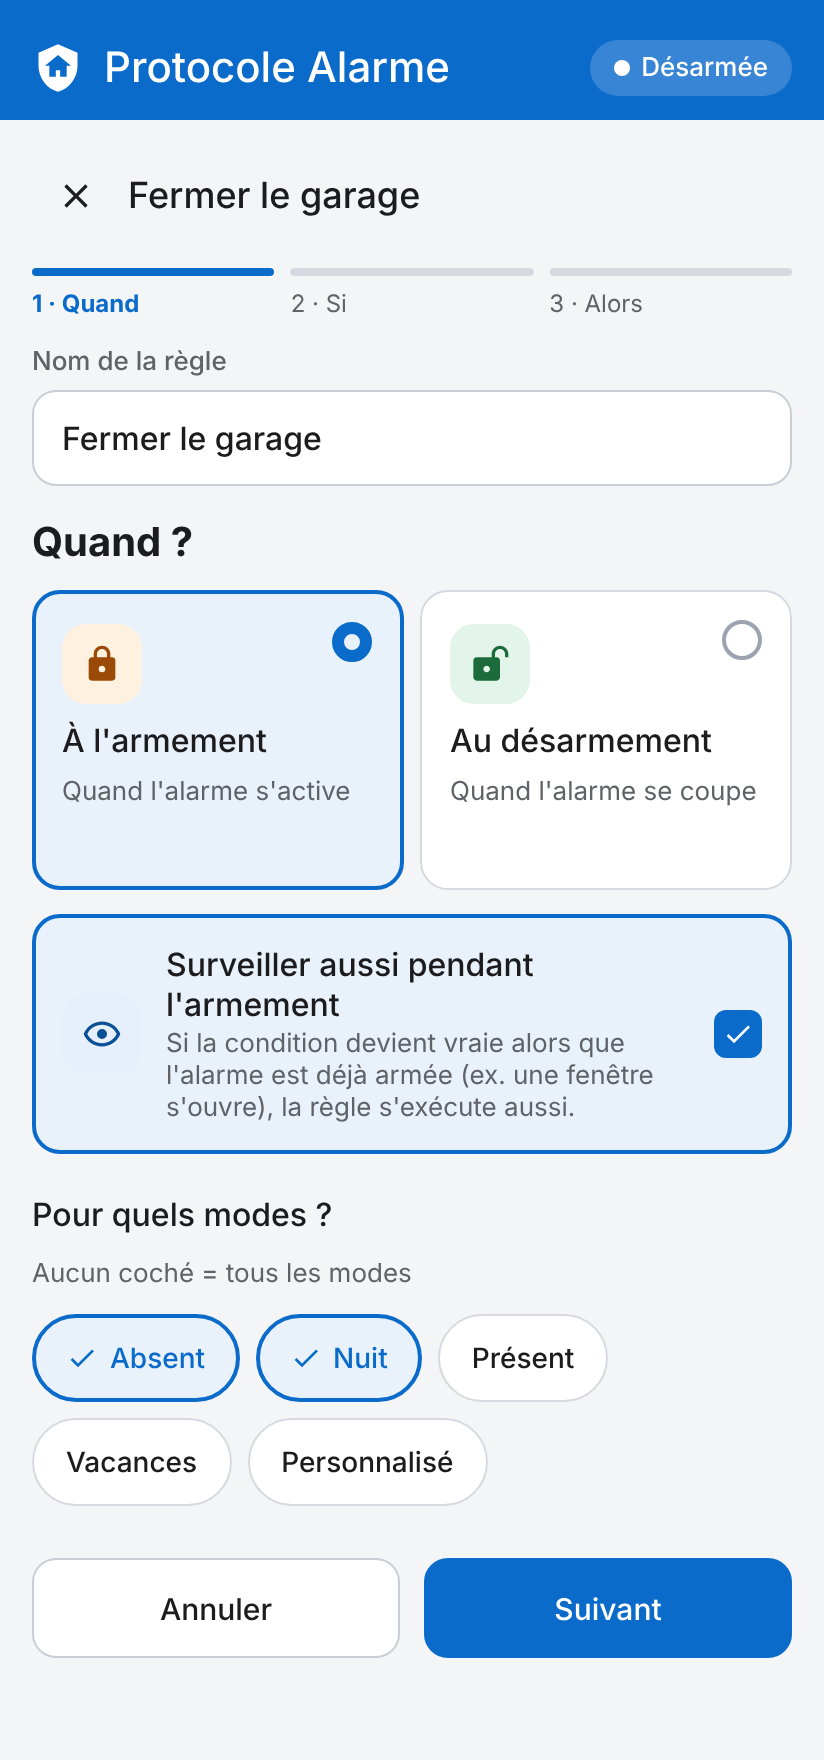 Protocole Alarme
Désarmée
Fermer le garage
1 · Quand
2 · Si
3 · Alors
Nom de la règle
Fermer le garage
Quand ?
À l'armement
Quand l'alarme s'active
Au désarmement
Quand l'alarme se coupe
Surveiller aussi pendant
l'armement
Si la condition devient vraie alors que
l'alarme est déjà armée (ex. une fenêtre
s'ouvre), la règle s'exécute aussi.
Pour quels modes ?
Aucun coché = tous les modes
Absent
Nuit
Présent
Vacances
Personnalisé
Annuler
Suivant